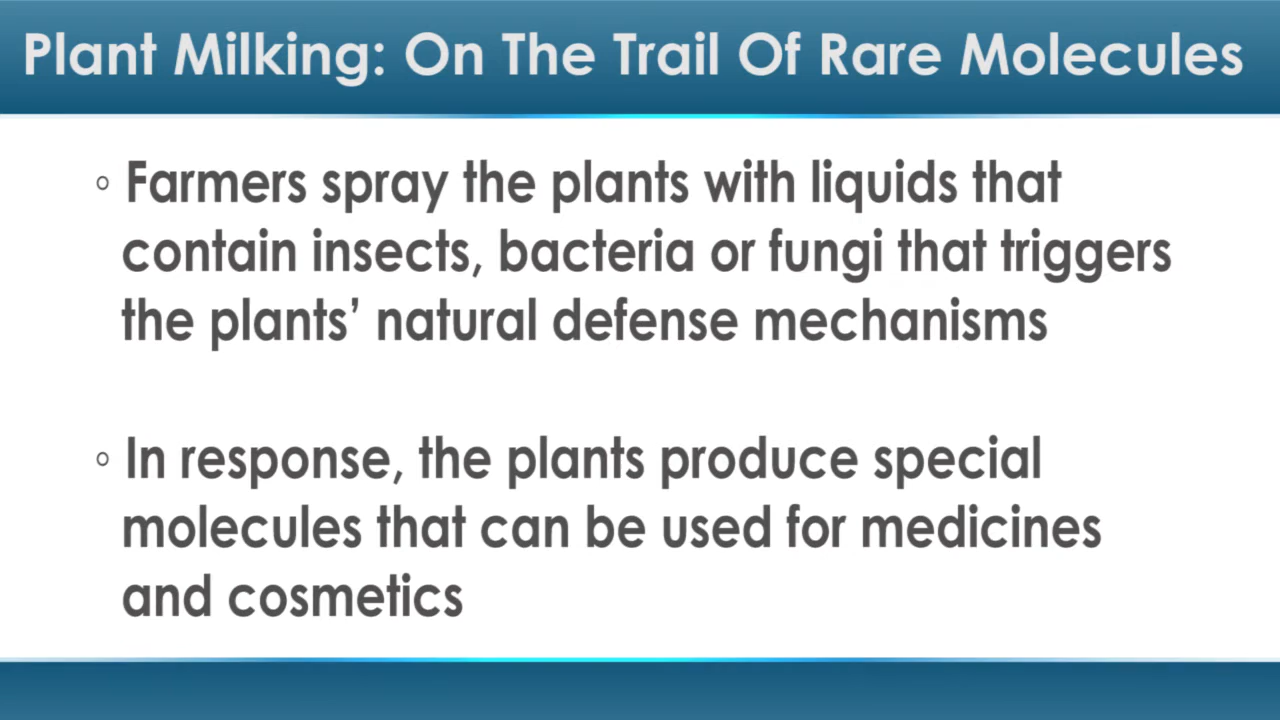 Plant Milking: On The Trail Of Rare Molecules
◦ Farmers spray the plants with liquids that
contain insects, bacteria or fungi that triggers
the plants’ natural defense mechanisms
◦ In response, the plants produce special
molecules that can be used for medicines
and cosmetics